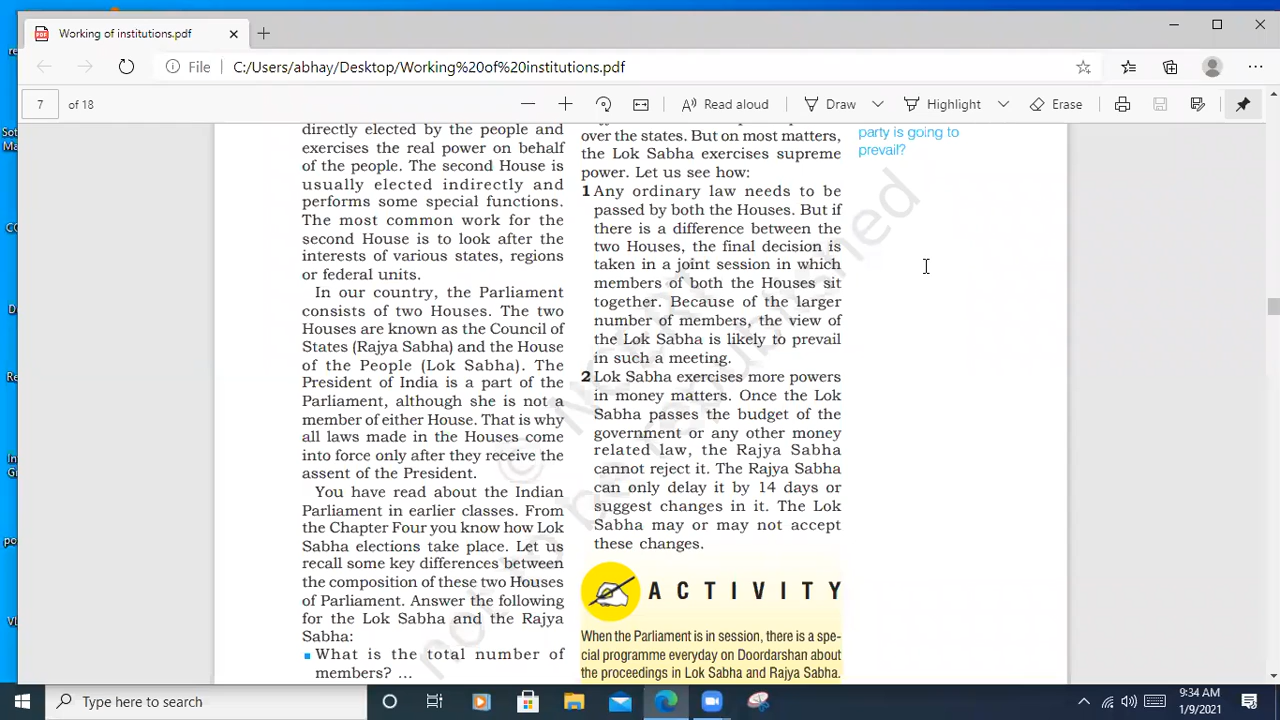 Working of institutions.pdf
File
C:/Users/abhay/Desktop/Working%20of%20institutions.pdf
7 of 18
Read aloud
Draw
Highlight
Erase
directly elected by the people and
exercises the real power on behalf
of the people. The second House is
usually elected indirectly and
performs some special functions.
The most common work for the
second House is to look after the
interests of various states, regions
or federal units.
In our country, the Parliament
consists of two Houses. The two
Houses are known as the Council of
States (Rajya Sabha) and the House
of the People (Lok Sabha). The
President of India is a part of the
Parliament, although she is not a
member of either House. That is why
all laws made in the Houses come
into force only after they receive the
assent of the President.
You have read about the Indian
Parliament in earlier classes. From
the Chapter Four you know how Lok
Sabha elections take place. Let us
recall some key differences between
the composition of these two Houses
of Parliament. Answer the following
for the Lok Sabha and the Rajya
Sabha:
What is the total number of
members? ...
over the states. But on most matters,
the Lok Sabha exercises supreme
power. Let us see how:
1 Any ordinary law needs to be
passed by both the Houses. But if
there is a difference between the
two Houses, the final decision is
taken in a joint session in which
members of both the Houses sit
together. Because of the larger
number of members, the view of
the Lok Sabha is likely to prevail
in such a meeting.
2 Lok Sabha exercises more powers
in money matters. Once the Lok
Sabha passes the budget of the
government or any other money
related law, the Rajya Sabha
cannot reject it. The Rajya Sabha
can only delay it by 14 days or
suggest changes in it. The Lok
Sabha may or may not accept
these changes.
ACTIVITY
When the Parliament is in session, there is a spe-
cial programme everyday on Doordarshan about
the proceedings in Lok Sabha and Rajya Sabha.
party is going to
prevail?
© NCERT
not to be republished
Type here to search
9:34 AM
1/9/2021